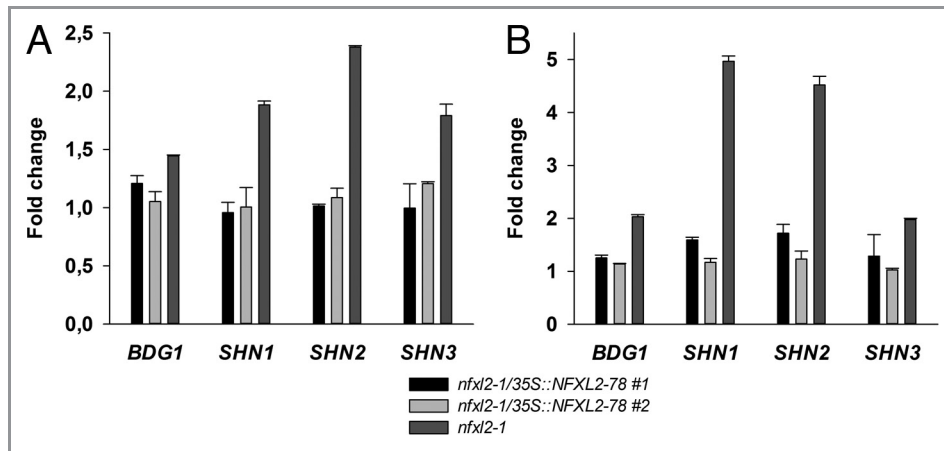 A
Fold change
2,5
2,0
1,5
1,0
0,5
0,0
BDG1 SHN1 SHN2 SHN3
B
Fold change
5
4
3
2
1
0
BDG1 SHN1 SHN2 SHN3
nfxl2-1/35S::NFXL2-78 #1
nfxl2-1/35S::NFXL2-78 #2
nfxl2-1